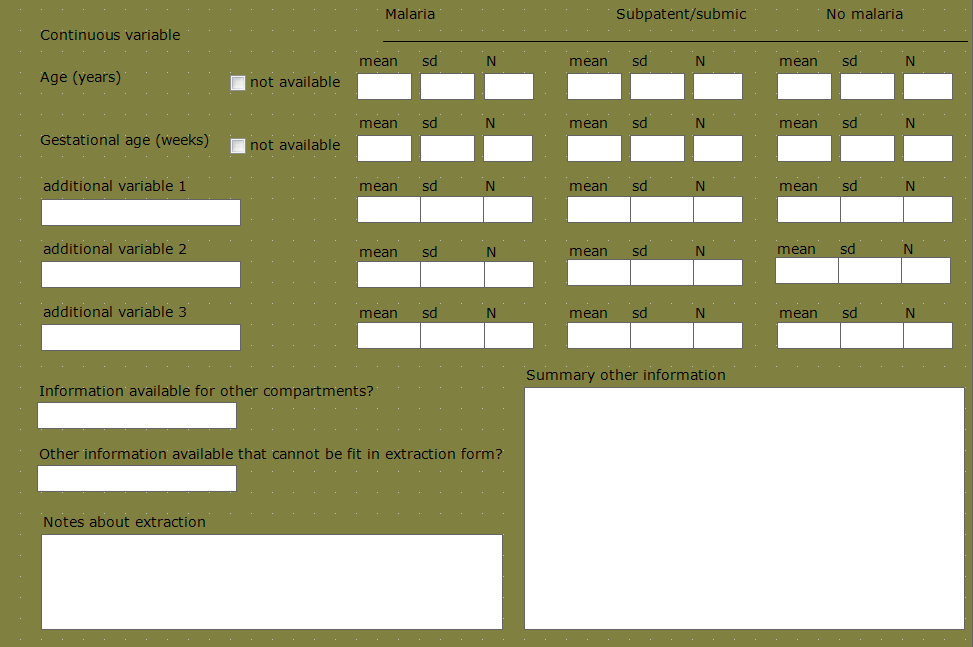 Malaria Subpatent/submic No malaria
Continuous variable
mean sd N mean sd N mean sd N
Age (years) not available
mean sd N mean sd N mean sd N
Gestational age (weeks) not available
additional variable 1 mean sd N mean sd N mean sd N
additional variable 2 mean sd N mean sd N mean sd N
additional variable 3 mean sd N mean sd N mean sd N
Summary other information
Information available for other compartments?
Other information available that cannot be fit in extraction form?
Notes about extraction